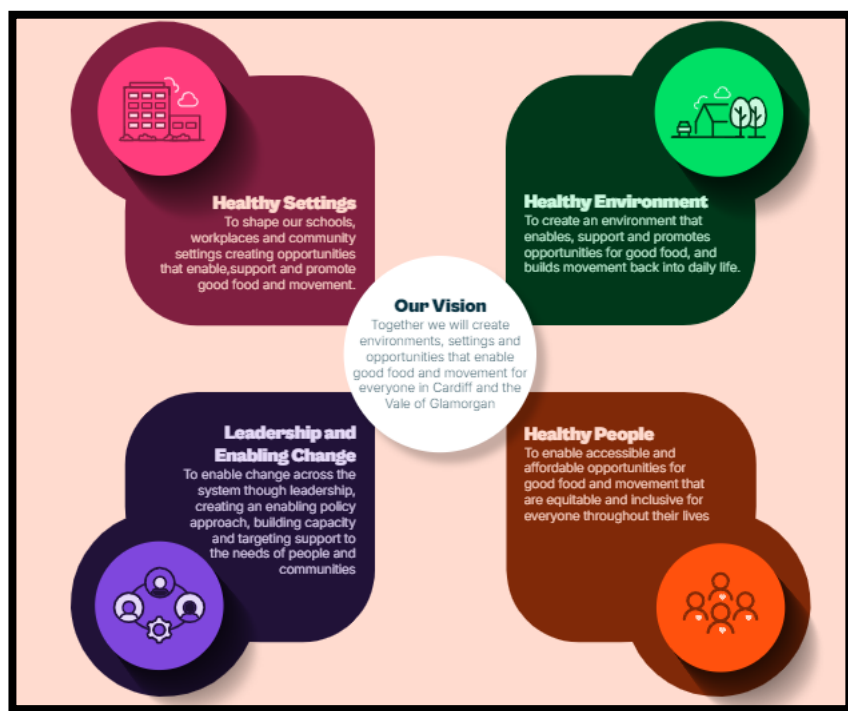 Healthy Settings
To shape our schools,
workplaces and community
settings creating opportunities
that enable,support and promote
good food and movement.
Healthy Environment
To create an environment that
enables, support and promotes
opportunities for good food, and
builds movement back into daily life.
Our Vision
Together we will create
environments, settings and
opportunities that enable
good food and movement for
everyone in Cardiff and the
Vale of Glamorgan
Leadership and
Enabling Change
To enable change across the
system though leadership,
creating an enabling policy
approach, building capacity
and targeting support to
the needs of people and
communities
Healthy People
To enable accessible and
affordable opportunities for
good food and movement that
are equitable and inclusive for
everyone throughout their lives